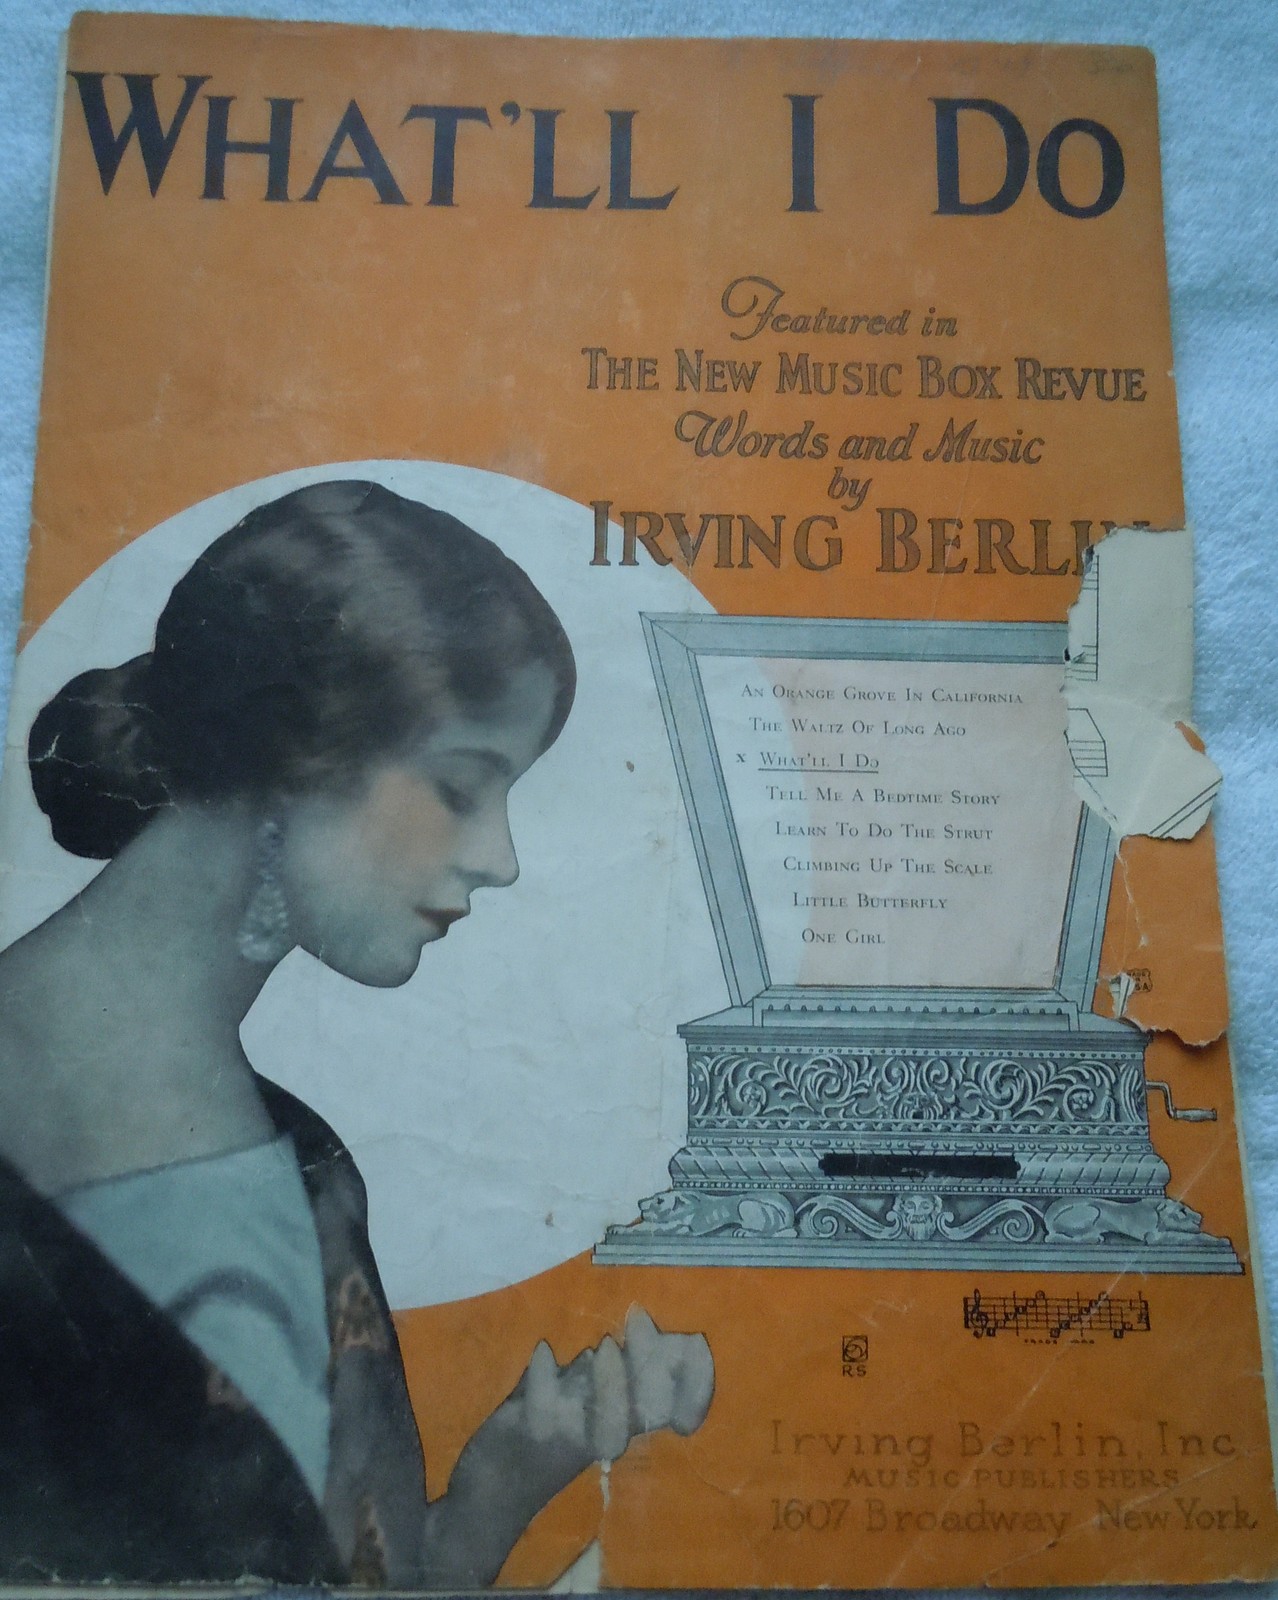 WHAT'LL I DO
Featured in
THE NEW MUSIC BOX REVUE
Words and Music
by
IRVING BERLIN
AN ORANGE GROVE IN CALIFORNIA
THE WALTZ OF LONG AGO
x WHAT'LL I DO
TELL ME A BEDTIME STORY
LEARN TO DO THE STRUT
CLIMBING UP THE SCALE
LITTLE BUTTERFLY
ONE GIRL
RS
Irving Berlin, Inc
MUSIC PUBLISHERS
1607 Broadway New York